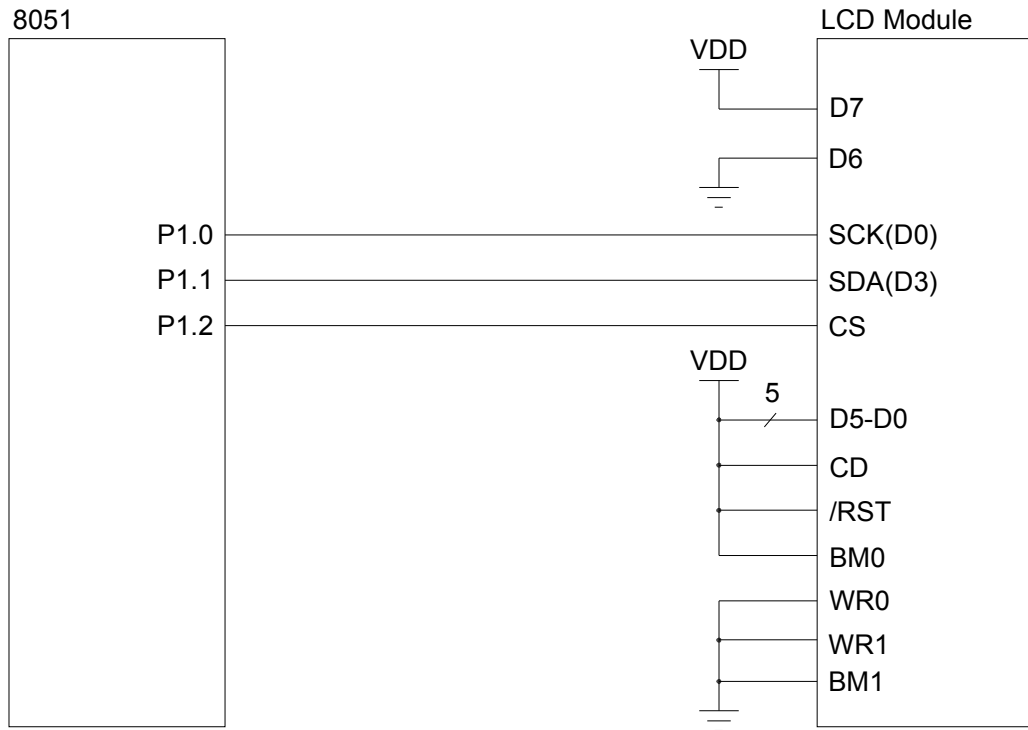 8051
LCD Module
VDD
D7
D6
P1.0
SCK(D0)
P1.1
SDA(D3)
P1.2
CS
VDD
5
D5-D0
CD
/RST
BM0
WR0
WR1
BM1